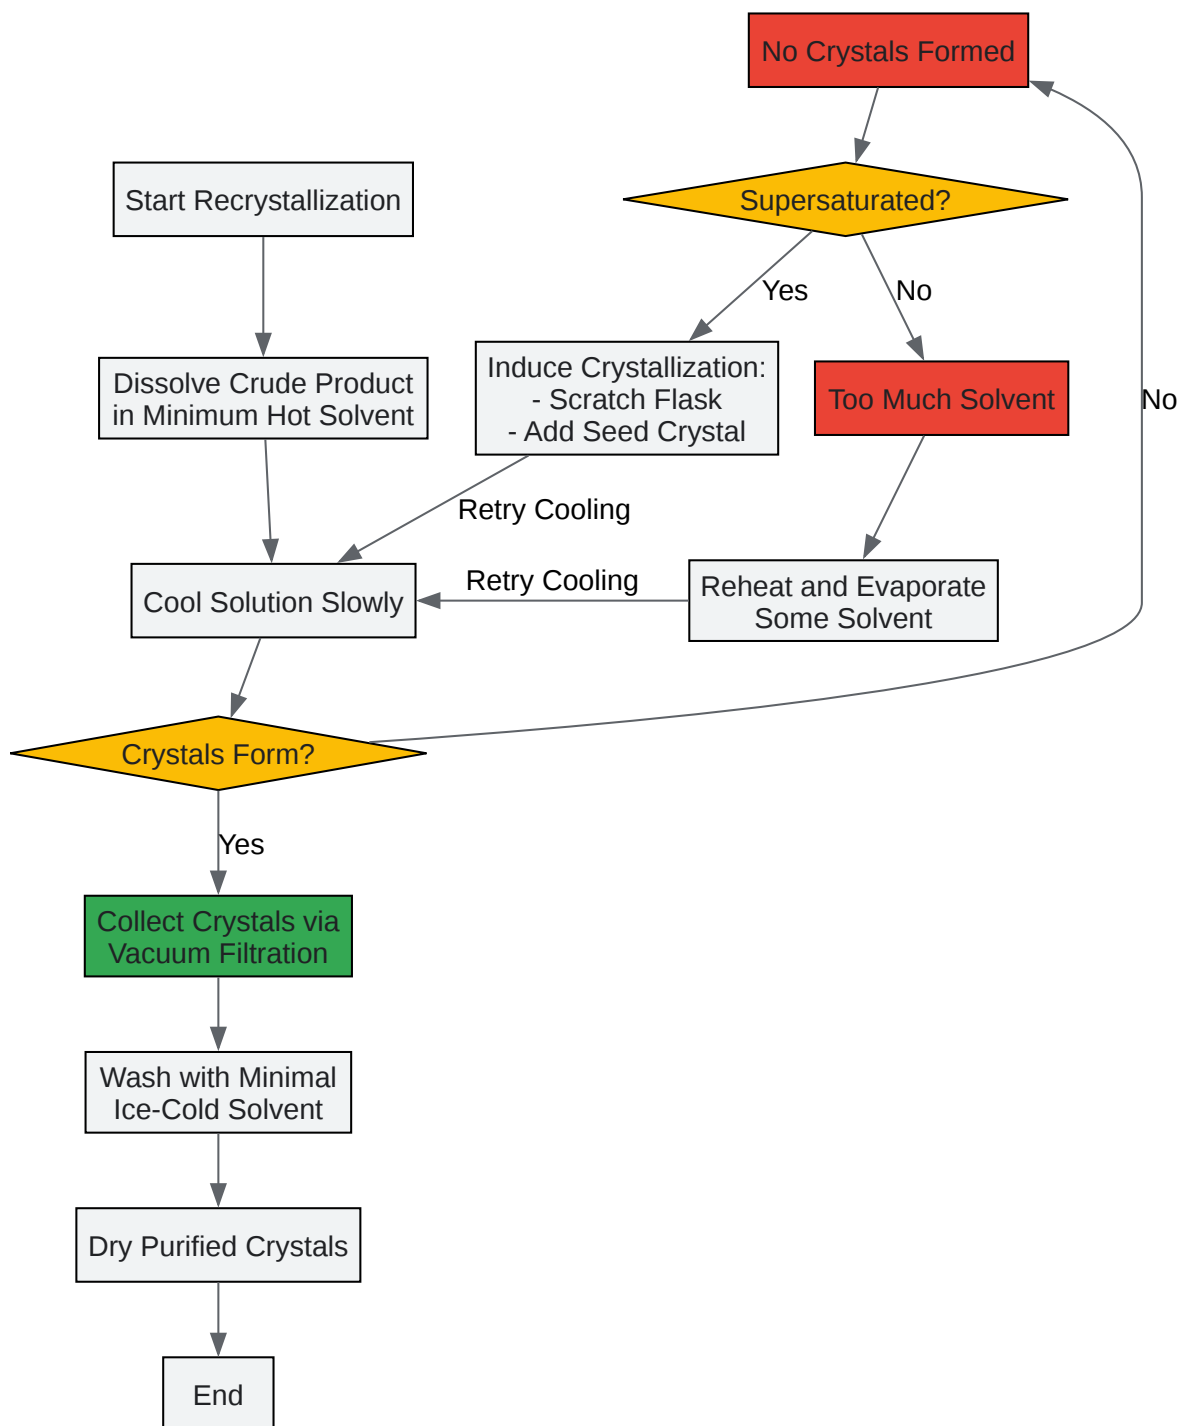 No Crystals Formed
Start Recrystallization
Supersaturated?
Yes
No
Dissolve Crude Product
in Minimum Hot Solvent
Induce Crystallization:
- Scratch Flask
- Add Seed Crystal
Too Much Solvent
No
Retry Cooling
Cool Solution Slowly
Retry Cooling
Reheat and Evaporate
Some Solvent
Crystals Form?
Yes
Collect Crystals via
Vacuum Filtration
Wash with Minimal
Ice-Cold Solvent
Dry Purified Crystals
End